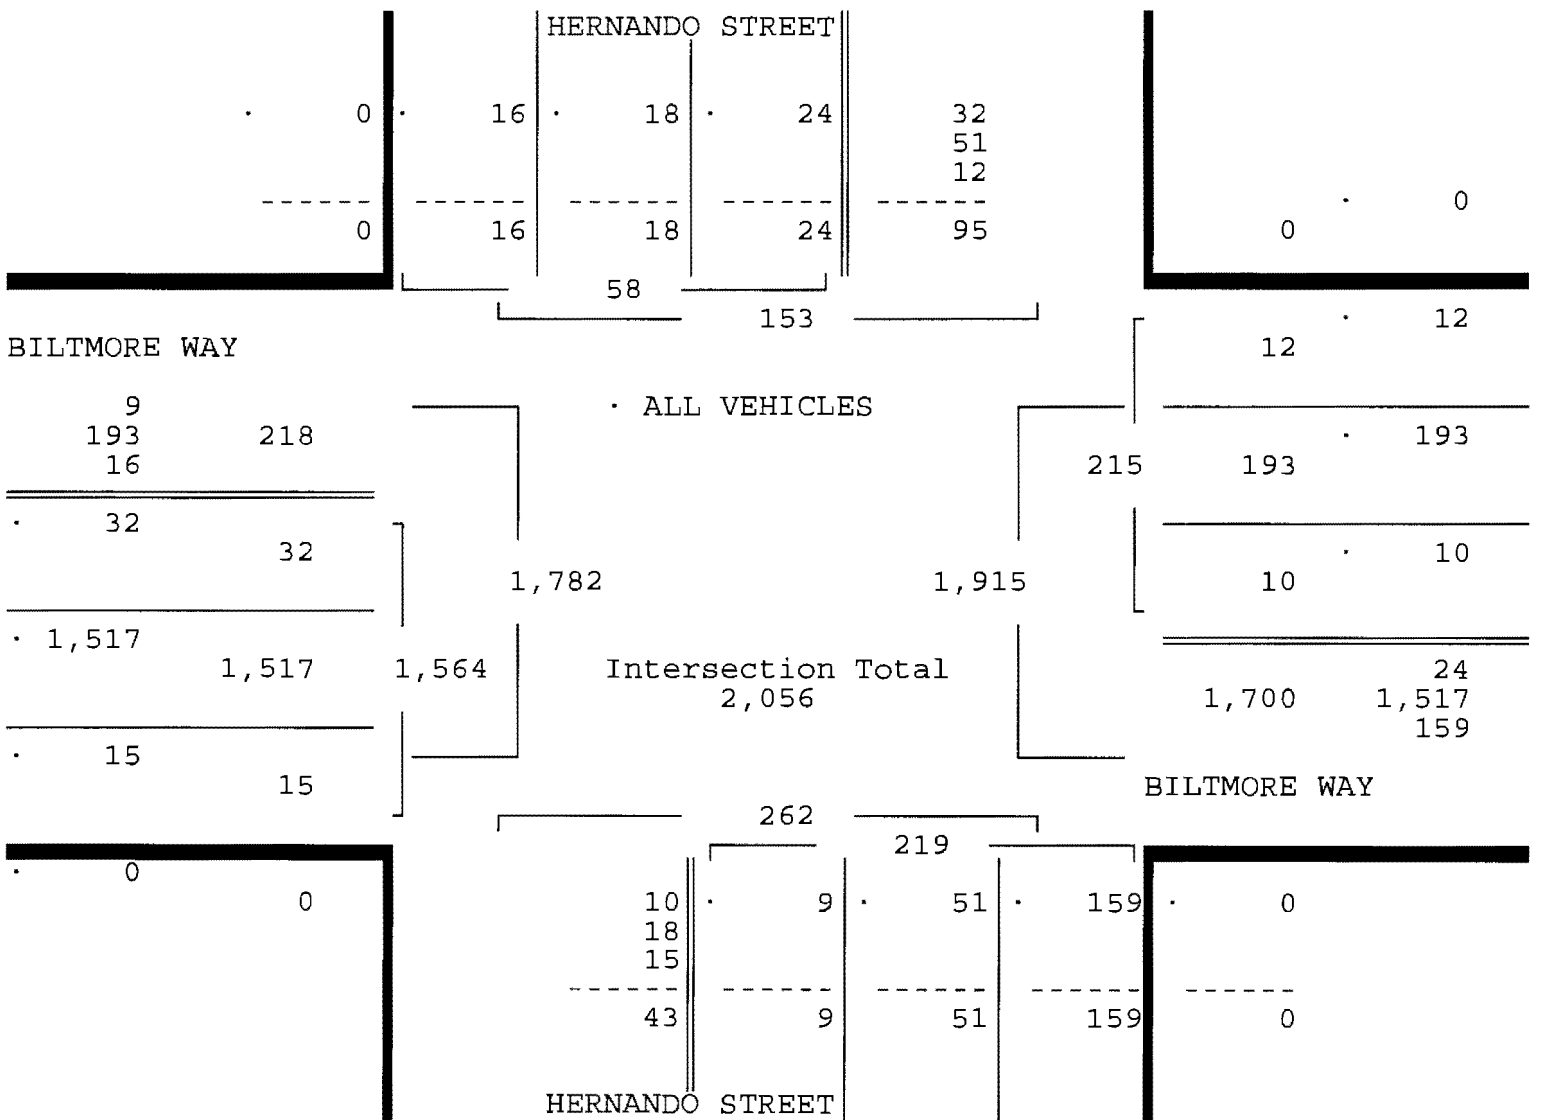 HERNANDO STREET
· 0 · 16 · 18 · 24 32
51
12
------ ------ ------ ------ ------ · 0
0 16 18 24 95 0
58
153 · 12
BILTMORE WAY 12
9 · ALL VEHICLES
193 218 · 193
16 215 193
· 32
32 · 10
1,782 1,915 10
· 1,517
1,517 1,564 Intersection Total 24
2,056 1,700 1,517
159
· 15
15 BILTMORE WAY
262
219
· 0
0 10 · 9 · 51 · 159 · 0
18
15
------ ------ ------ ------ ------
43 9 51 159 0
HERNANDO STREET